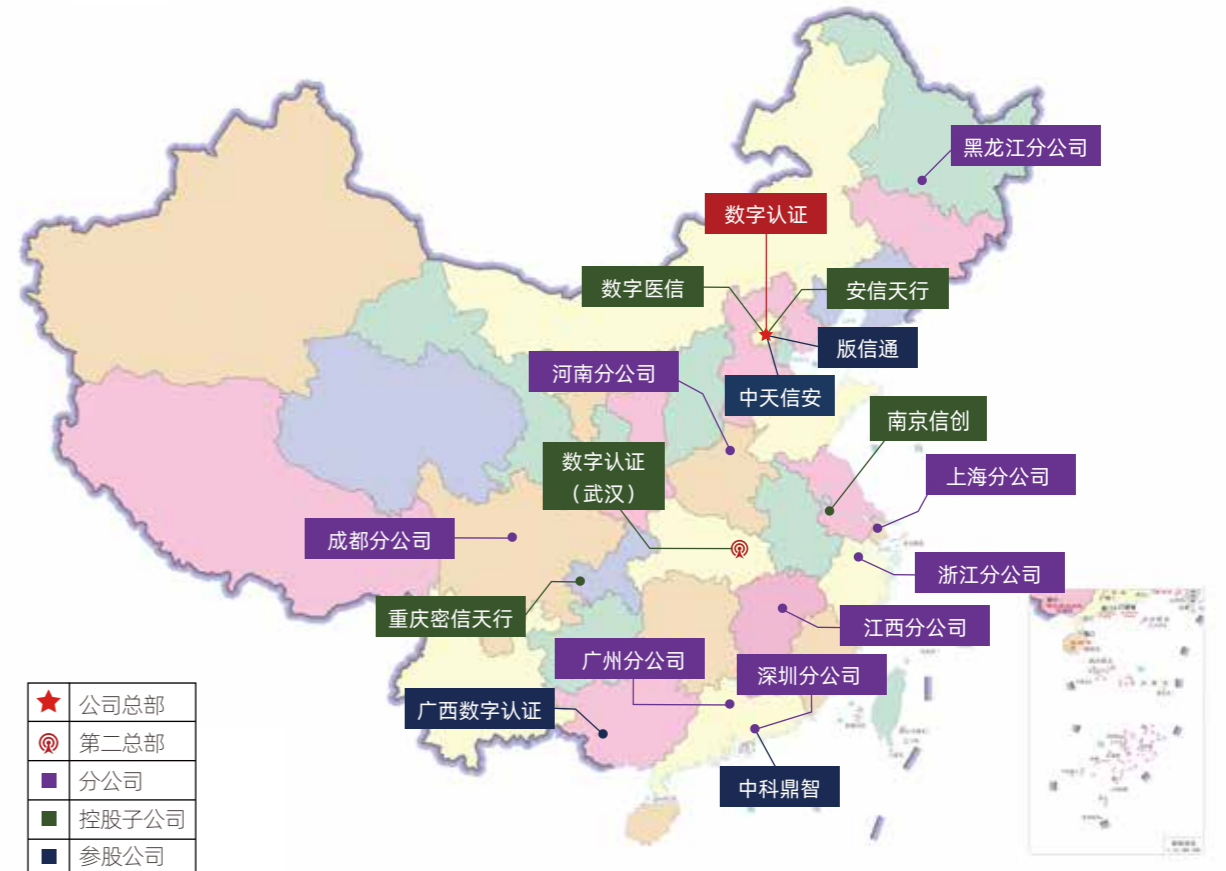 黑龙江分公司
数字认证
数字医信
安信天行
版信通
河南分公司
中天信安
南京信创
数字认证
（武汉）
上海分公司
成都分公司
浙江分公司
重庆密信天行
江西分公司
广州分公司
深圳分公司
广西数字认证
中科鼎智
公司总部
第二总部
分公司
控股子公司
参股公司